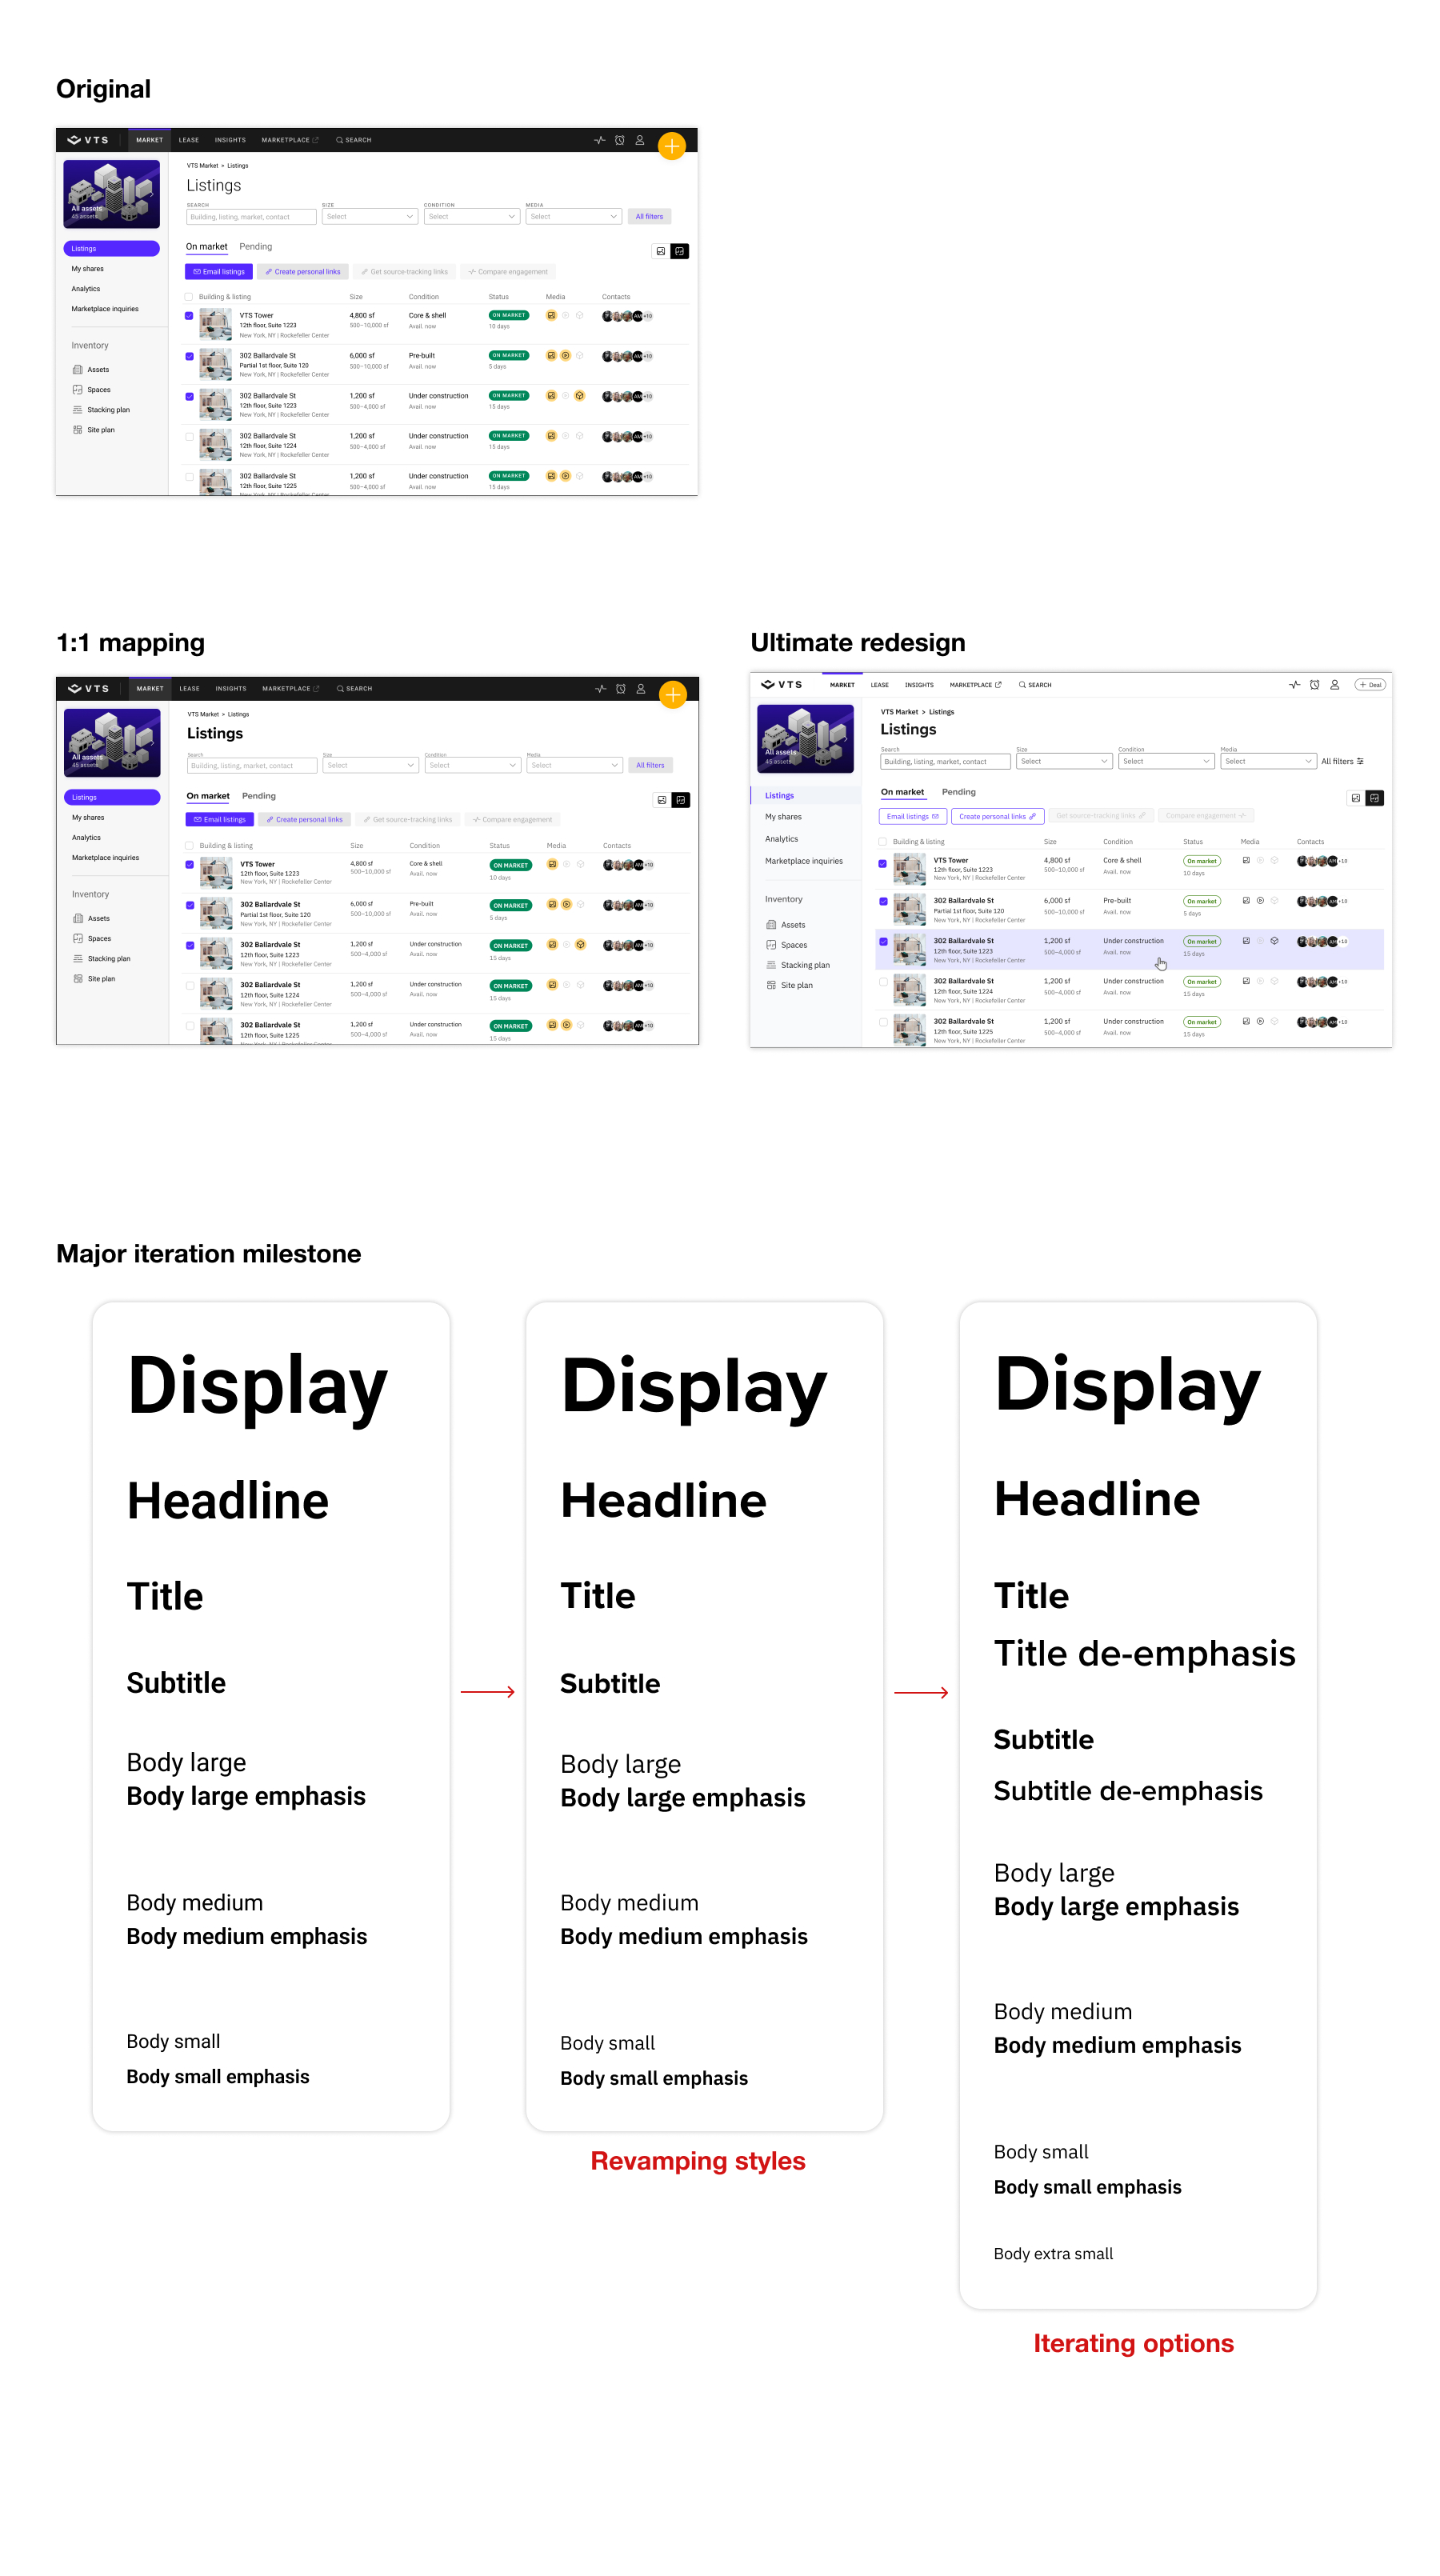 Original
VTS MARKET LEASE INSIGHTS MARKETPLACE SEARCH
All assets
45 assets
Listings
My shares
Analytics
Marketplace inquiries
Inventory
Assets
Spaces
Stacking plan
Site plan
VTS Market > Listings
Listings
SEARCH SIZE CONDITION MEDIA
Building, listing, market, contact Select Select Select All filters
On market Pending
Email listings Create personal links Get source-tracking links Compare engagement
Building & listing Size Condition Status Media Contacts
VTS Tower 4,800 sf Core & shell ON MARKET +10
12th floor, Suite 1223 500–10,000 sf Avail. now 10 days
New York, NY | Rockefeller Center
302 Ballardvale St 6,000 sf Pre-built ON MARKET +10
Partial 1st floor, Suite 120 500–10,000 sf Avail. now 5 days
New York, NY | Rockefeller Center
302 Ballardvale St 1,200 sf Under construction ON MARKET +10
12th floor, Suite 1223 500–4,000 sf Avail. now 15 days
New York, NY | Rockefeller Center
302 Ballardvale St 1,200 sf Under construction ON MARKET +10
12th floor, Suite 1224 500–4,000 sf Avail. now 15 days
New York, NY | Rockefeller Center
302 Ballardvale St 1,200 sf Under construction ON MARKET +10
12th floor, Suite 1225 500–4,000 sf Avail. now 15 days
1:1 mapping
VTS MARKET LEASE INSIGHTS MARKETPLACE SEARCH
All assets
45 assets
Listings
My shares
Analytics
Marketplace inquiries
Inventory
Assets
Spaces
Stacking plan
Site plan
VTS Market > Listings
Listings
Search Size Condition Media
Building, listing, market, contact Select Select Select All filters
On market Pending
Email listings Create personal links Get source-tracking links Compare engagement
Building & listing Size Condition Status Media Contacts
VTS Tower 4,800 sf Core & shell ON MARKET +10
12th floor, Suite 1223 500–10,000 sf Avail. now 10 days
New York, NY | Rockefeller Center
302 Ballardvale St 6,000 sf Pre-built ON MARKET +10
Partial 1st floor, Suite 120 500–10,000 sf Avail. now 5 days
New York, NY | Rockefeller Center
302 Ballardvale St 1,200 sf Under construction ON MARKET +10
12th floor, Suite 1223 500–4,000 sf Avail. now 15 days
New York, NY | Rockefeller Center
302 Ballardvale St 1,200 sf Under construction ON MARKET +10
12th floor, Suite 1224 500–4,000 sf Avail. now 15 days
New York, NY | Rockefeller Center
302 Ballardvale St 1,200 sf Under construction ON MARKET +10
12th floor, Suite 1225 500–4,000 sf Avail. now 15 days
Ultimate redesign
VTS MARKET LEASE INSIGHTS MARKETPLACE SEARCH + Deal
All assets
45 assets
Listings
My shares
Analytics
Marketplace inquiries
Inventory
Assets
Spaces
Stacking plan
Site plan
VTS Market > Listings
Listings
Search Size Condition Media
Building, listing, market, contact Select Select Select All filters
On market Pending
Email listings Create personal links Get source-tracking links Compare engagement
Building & listing Size Condition Status Media Contacts
VTS Tower 4,800 sf Core & shell On market +10
12th floor, Suite 1223 500–10,000 sf Avail. now 10 days
New York, NY | Rockefeller Center
302 Ballardvale St 6,000 sf Pre-built On market +10
Partial 1st floor, Suite 120 500–10,000 sf Avail. now 5 days
New York, NY | Rockefeller Center
302 Ballardvale St 1,200 sf Under construction On market +10
12th floor, Suite 1223 500–4,000 sf Avail. now 15 days
New York, NY | Rockefeller Center
302 Ballardvale St 1,200 sf Under construction On market +10
12th floor, Suite 1224 500–4,000 sf Avail. now 15 days
New York, NY | Rockefeller Center
302 Ballardvale St 1,200 sf Under construction On market +10
12th floor, Suite 1225 500–4,000 sf Avail. now 15 days
New York, NY | Rockefeller Center
Major iteration milestone
Display
Headline
Title
Subtitle
Body large
Body large emphasis
Body medium
Body medium emphasis
Body small
Body small emphasis
Display
Headline
Title
Subtitle
Body large
Body large emphasis
Body medium
Body medium emphasis
Body small
Body small emphasis
Revamping styles
Display
Headline
Title
Title de-emphasis
Subtitle
Subtitle de-emphasis
Body large
Body large emphasis
Body medium
Body medium emphasis
Body small
Body small emphasis
Body extra small
Iterating options